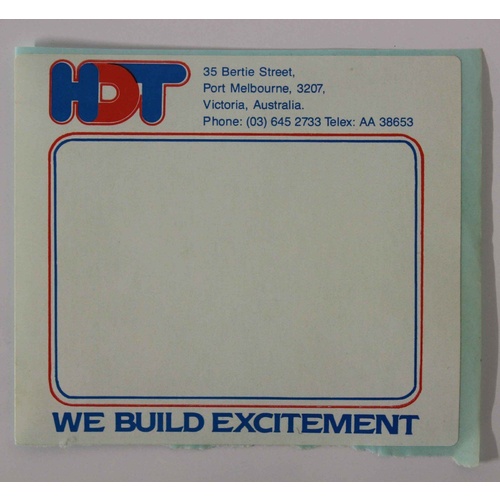 HDT
35 Bertie Street,
Port Melbourne, 3207,
Victoria, Australia.
Phone: (03) 645 2733 Telex: AA 38653
WE BUILD EXCITEMENT